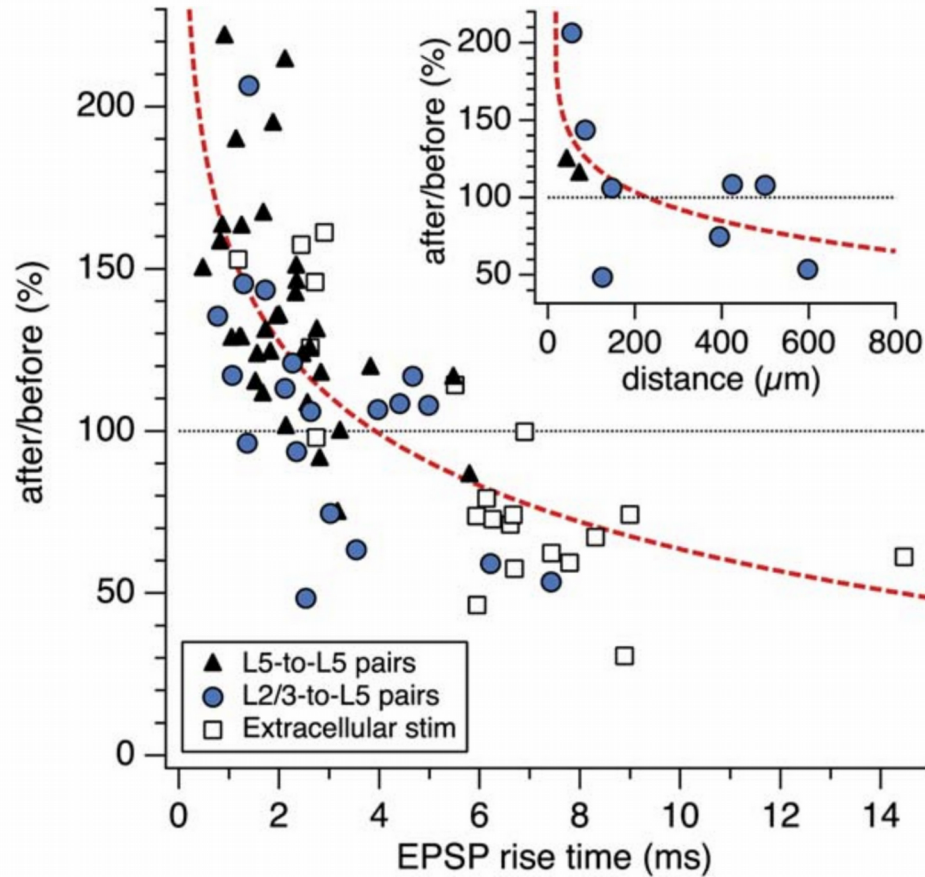 200
150
100
50
0
after/before (%)
0 2 4 6 8 10 12 14
EPSP rise time (ms)
L5-to-L5 pairs
L2/3-to-L5 pairs
Extracellular stim
200
150
100
50
after/before (%)
0 200 400 600 800
distance (µm)